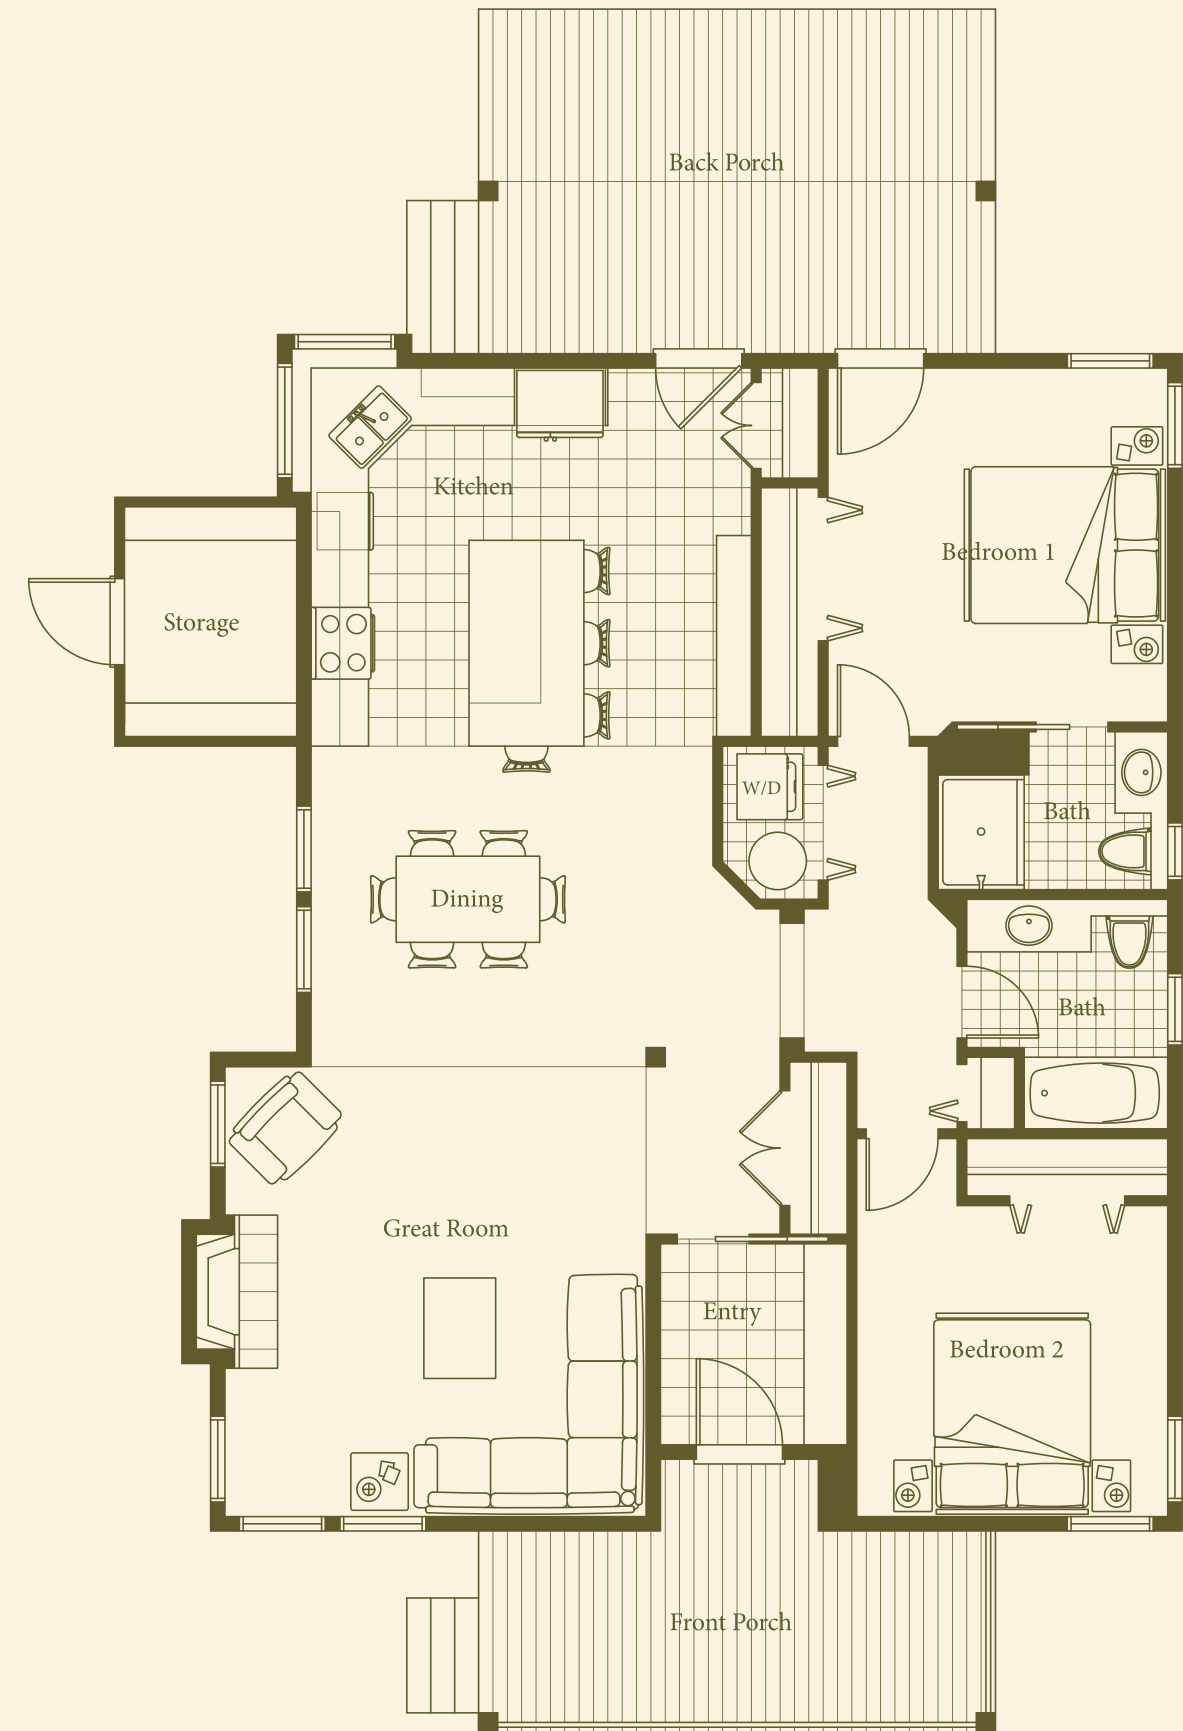 Back Porch
Kitchen
Bedroom 1
Storage
W/D
Bath
Dining
Bath
Great Room
Entry
Bedroom 2
Front Porch